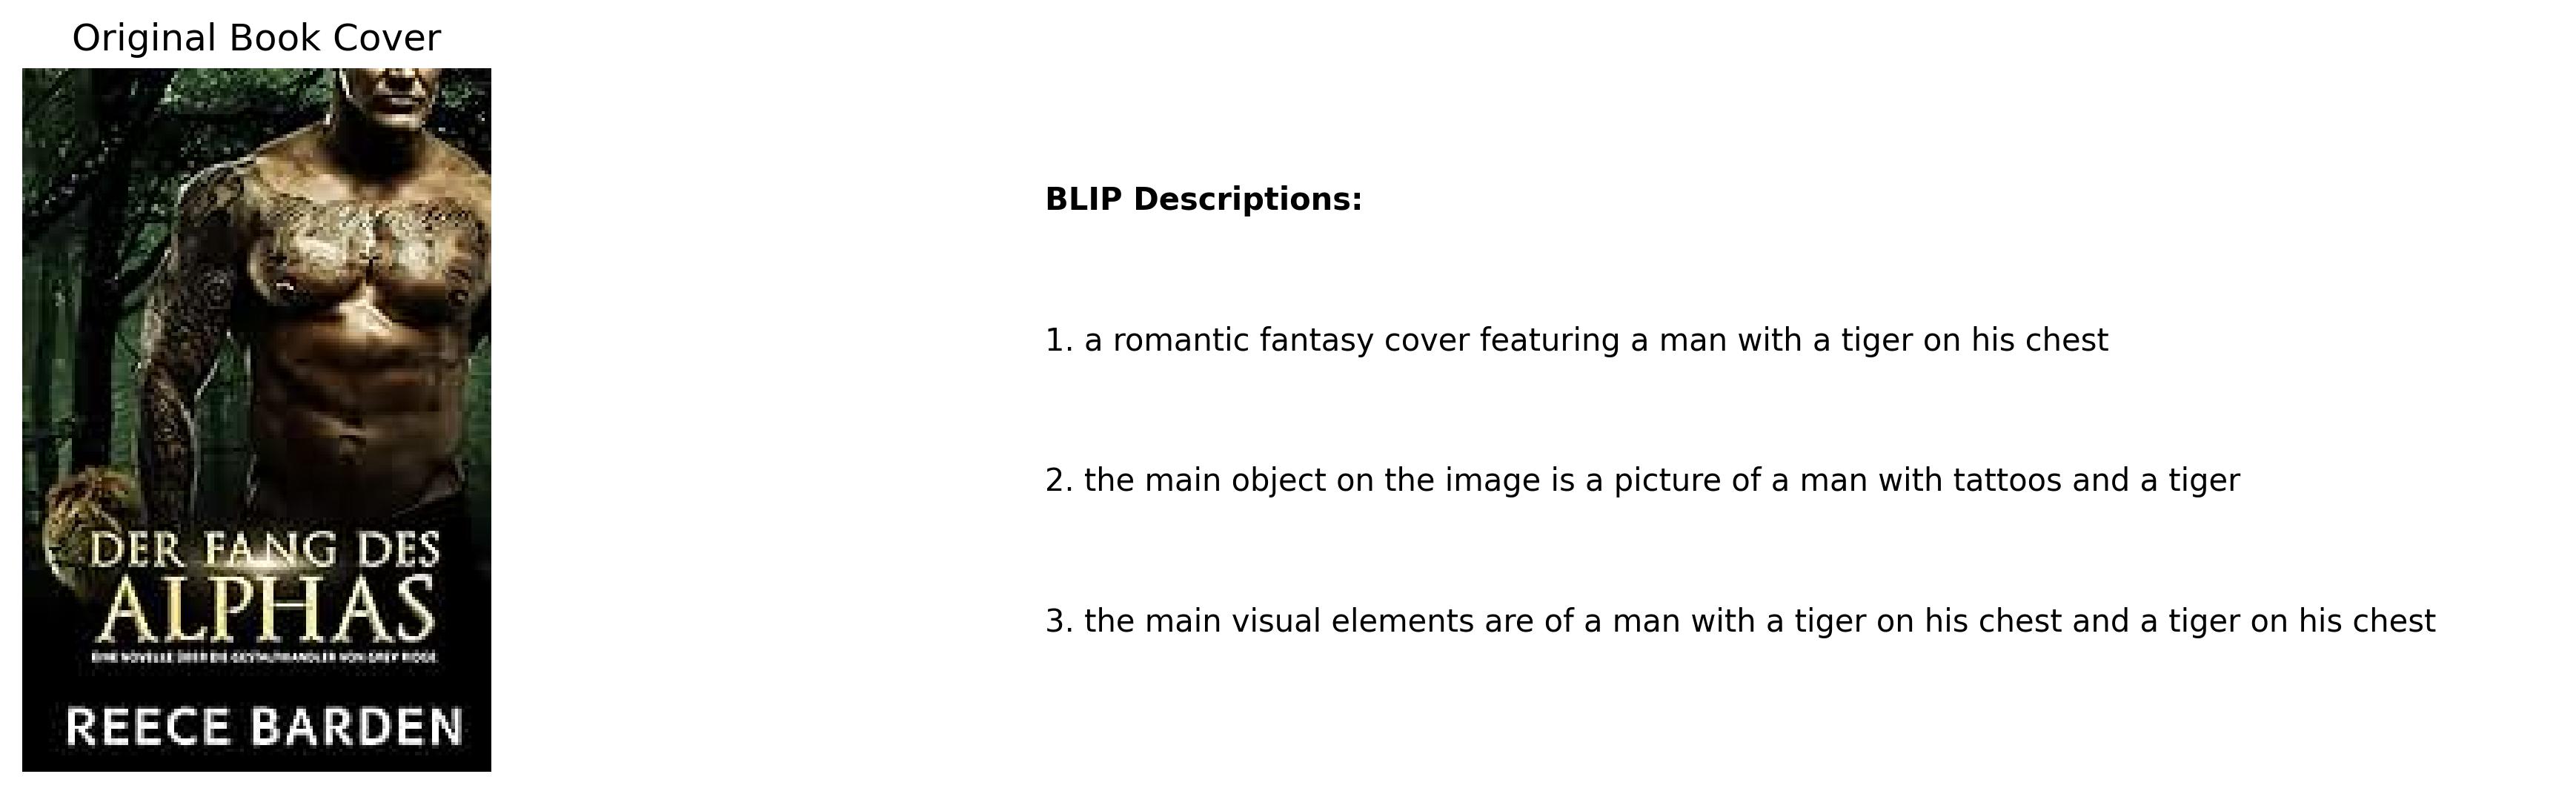 Original Book Cover
DER FANG DES
ALPHAS
EINE NOVELLE ÜBER DIE GESTALTWANDLER VON GREY RIDGE
REECE BARDEN
BLIP Descriptions:
1. a romantic fantasy cover featuring a man with a tiger on his chest
2. the main object on the image is a picture of a man with tattoos and a tiger
3. the main visual elements are of a man with a tiger on his chest and a tiger on his chest